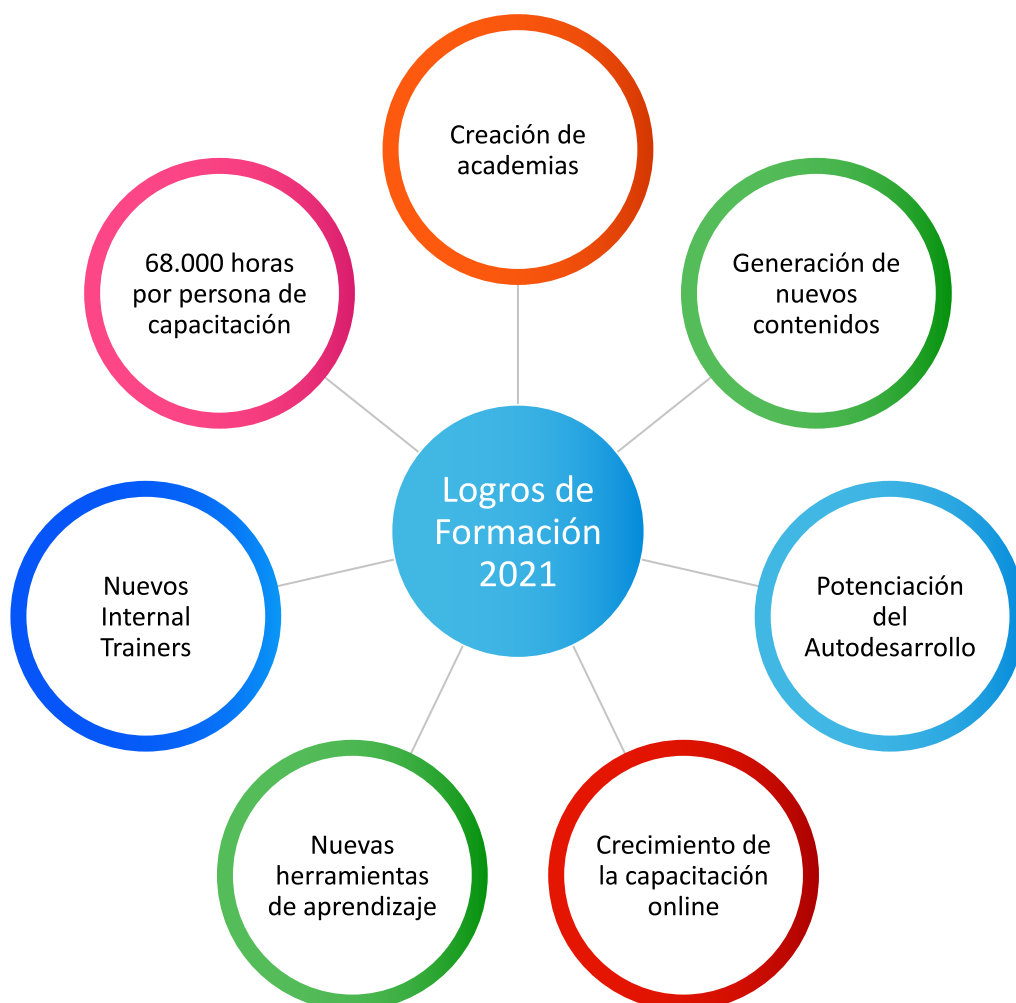 Creación de
academias
Generación de
nuevos
contenidos
Potenciación
del
Autodesarrollo
Crecimiento de
la capacitación
online
Nuevas
herramientas
de aprendizaje
Nuevos
Internal
Trainers
68.000 horas
por persona de
capacitación
Logros de
Formación
2021